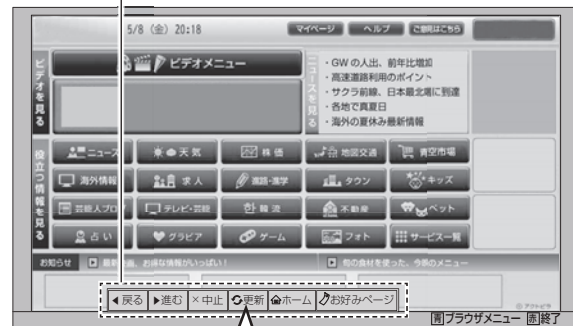 5/8 (金) 20:18
マイページ
ヘルプ
ご意見はこちら
ビデオを見る
ビデオメニュー
ニュースを見る
・GW の人出、前年比増加
・高速道路利用のポイント
・サクラ前線、日本最北端に到達
・各地で真夏日
・海外の夏休み最新情報
役立つ情報を見る
ニュース
天気
株価
地図交通
青空市場
海外情報
求人
進路・進学
タウン
キッズ
芸能人ブロ
テレビ・芸能
韓流
不動産
ペット
占い
グラビア
ゲーム
フォト
サービス一覧
お知らせ
お得な情報がいっぱい!
旬の食材を使った、今晩のメニュー
戻る
進む
×中止
更新
ホーム
お好みページ
青ブラウザメニュー 赤終了